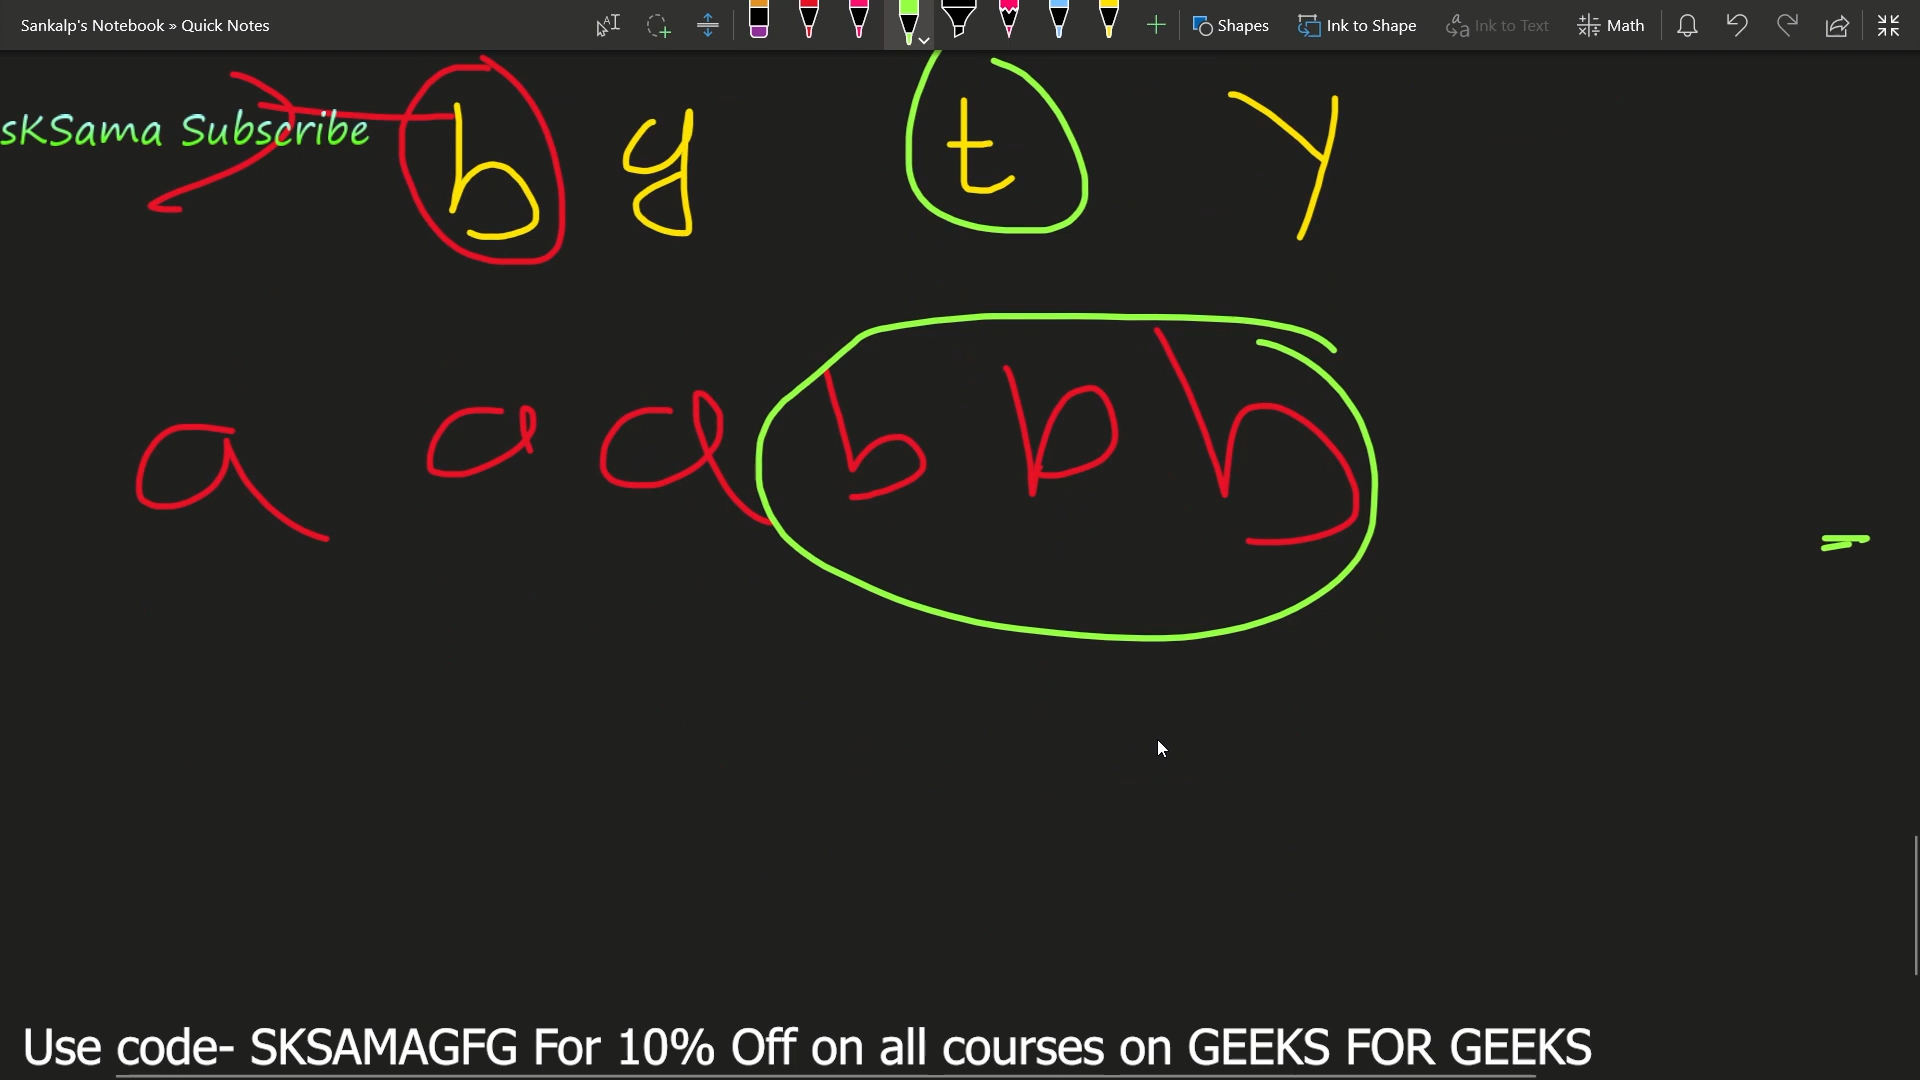 Sankalp's Notebook » Quick Notes Shapes Ink to Shape Ink to Text Math
sKSama Subscribe b y t y
a a a b b b
Use code- SKSAMAGFG For 10% Off on all courses on GEEKS FOR GEEKS